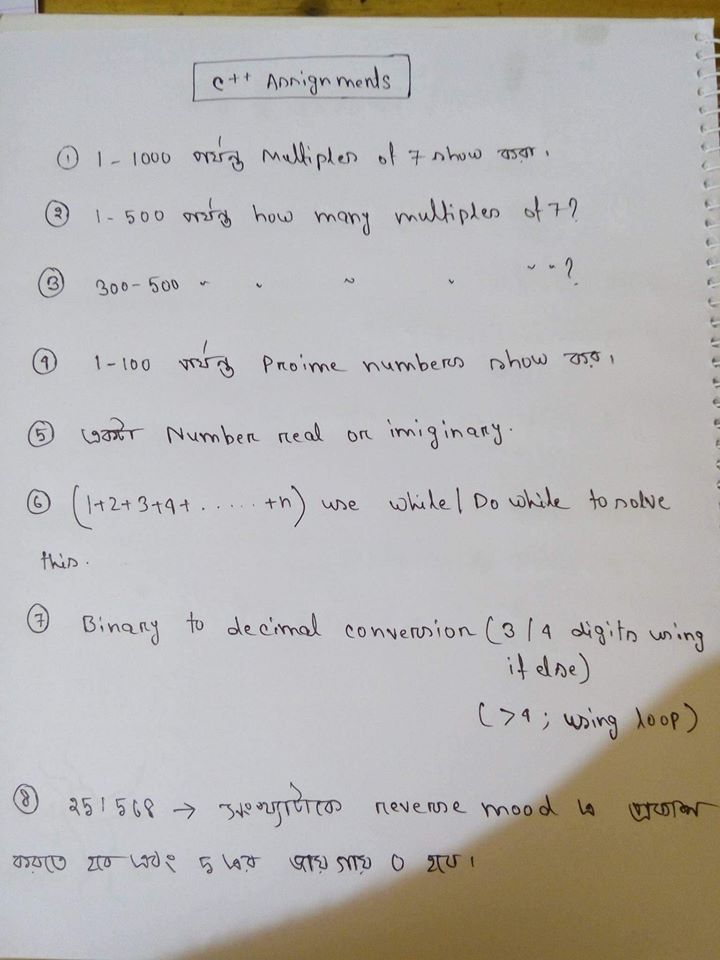 C++ Assignments
① 1-1000 পর্যন্ত Multiples of 7 show করো।
② 1-500 পর্যন্ত how many multiples of 7?
③ 300-500 " " " " " "?
④ 1-100 পর্যন্ত Proime numbers show করো।
⑤ একটা Number real or imiginary.
⑥ (1+2+3+4+......+n) use while/Do while to solve
this.
⑦ Binary to decimal conversion (3/4 digits using
if else)
(>4; using loop)
⑧ 251568 → সংখ্যাটাকে reverse mood এ প্রকাশ
করতে হবে এবং 5 এর জায়গায় 0 হবে।